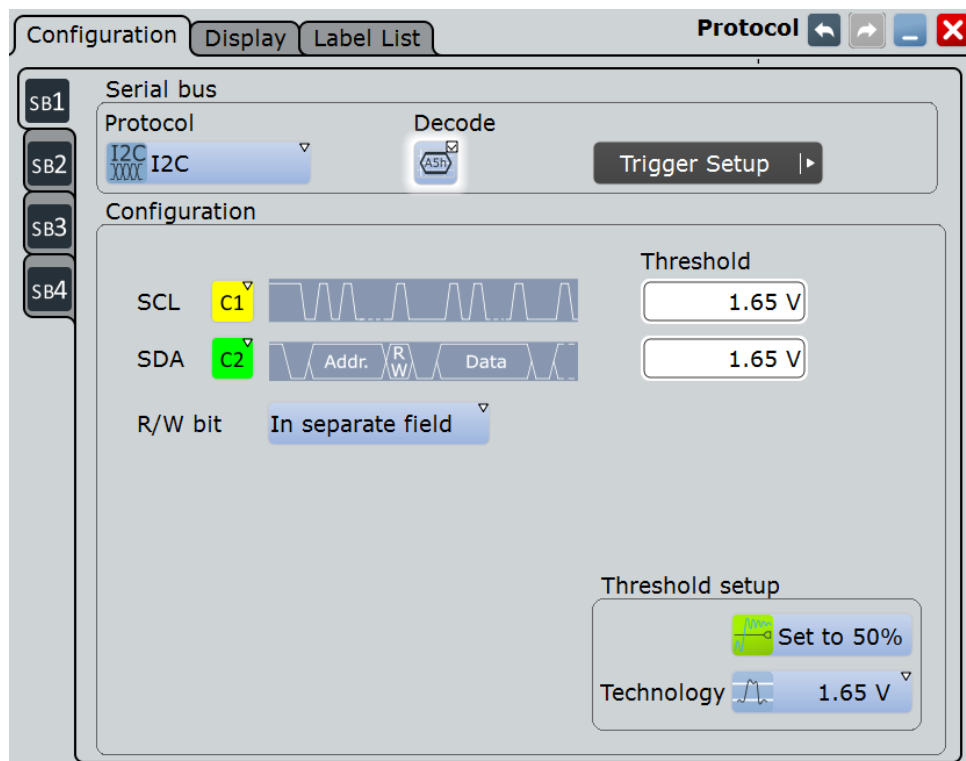 Configuration Display Label List Protocol
SB1
SB2
SB3
SB4
Serial bus
Protocol Decode
I2C I2C A5h Trigger Setup
Configuration
Threshold
SCL C1 1.65 V
SDA C2 Addr. R W Data 1.65 V
R/W bit In separate field
Threshold setup
Set to 50%
Technology 1.65 V